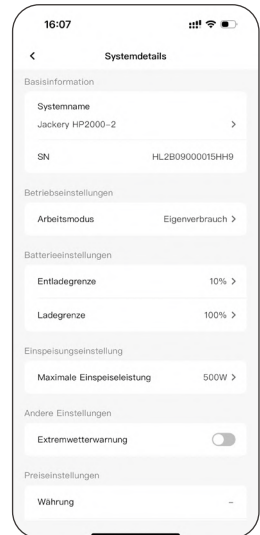 16:07
Systemdetails
Basisinformation
Systemname
Jackery HP2000-2
SN HL2B09000015HH9
Betriebseinstellungen
Arbeitsmodus Eigenverbrauch
Batterieeinstellungen
Entladegrenze 10%
Ladegrenze 100%
Einspeisungseinstellung
Maximale Einspeiseleistung 500W
Andere Einstellungen
Extremwetterwarnung
Preiseinstellungen
Währung –